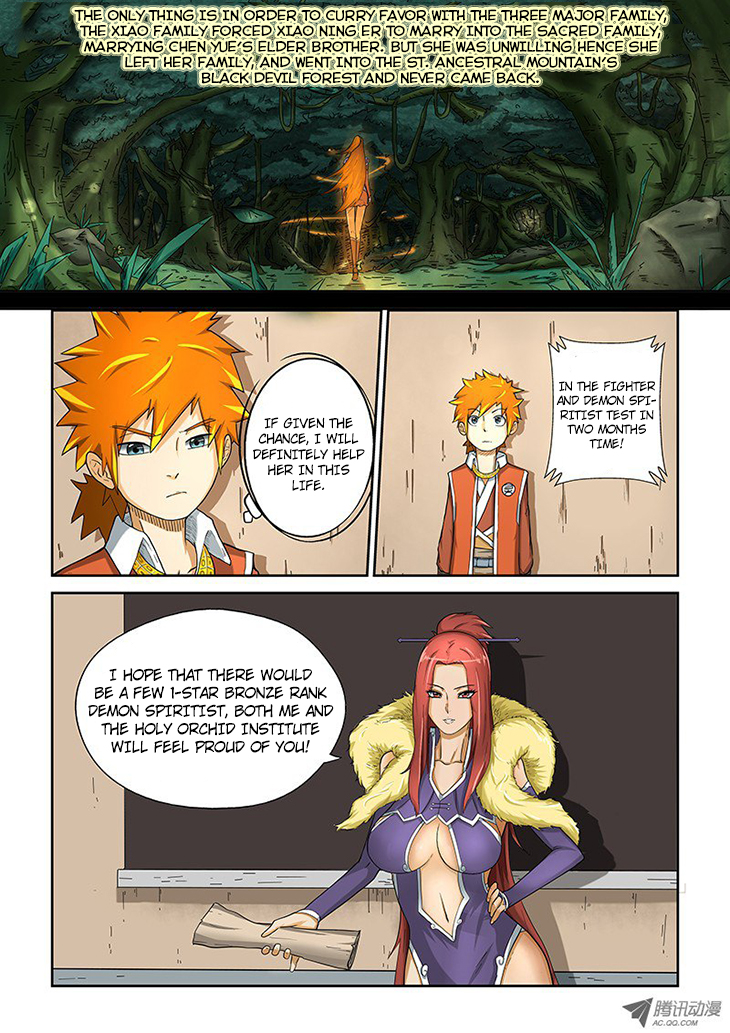 THE ONLY THING IS IN ORDER TO CURRY FAVOR WITH THE THREE MAJOR FAMILY,
THE XIAO FAMILY FORCED XIAO NING ER TO MARRY INTO THE SACRED FAMILY,
MARRYING CHEN YUE'S ELDER BROTHER. BUT SHE WAS UNWILLING HENCE SHE
LEFT HER FAMILY, AND WENT INTO THE ST. ANCESTRAL MOUNTAIN'S
BLACK DEVIL FOREST AND NEVER CAME BACK.
IF GIVEN THE
CHANCE, I WILL
DEFINITELY HELP
HER IN THIS
LIFE.
IN THE FIGHTER
AND DEMON SPI-
RITIST TEST IN
TWO MONTHS
TIME!
I HOPE THAT THERE WOULD
BE A FEW 1-STAR BRONZE RANK
DEMON SPIRITIST, BOTH ME AND
THE HOLY ORCHID INSTITUTE
WILL FEEL PROUD OF YOU!
腾讯动漫
AC.QQ.COM